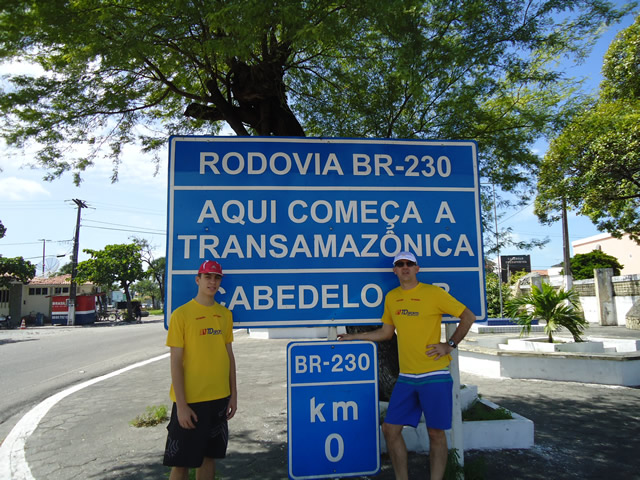 RODOVIA BR-230
AQUI COMEÇA A
TRANSAMAZÔNICA
CABEDELO
BR-230
km
0